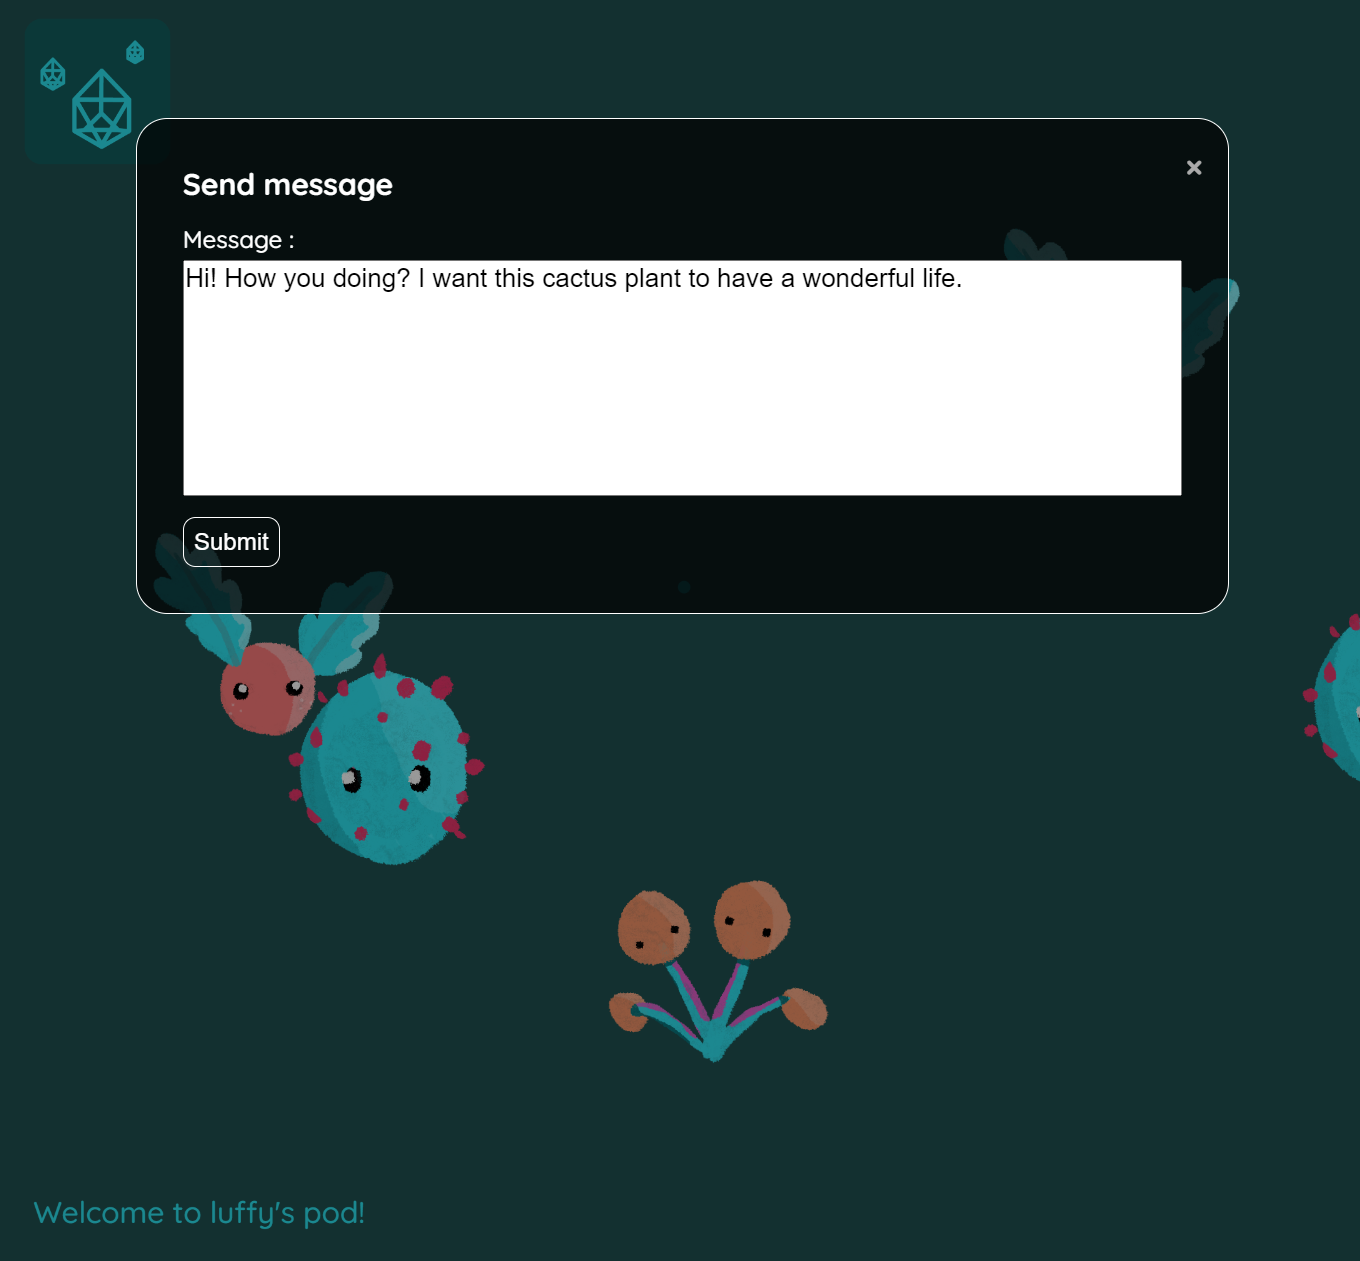 Send message
Message :
Hi! How you doing? I want this cactus plant to have a wonderful life.
Submit
Welcome to luffy's pod!